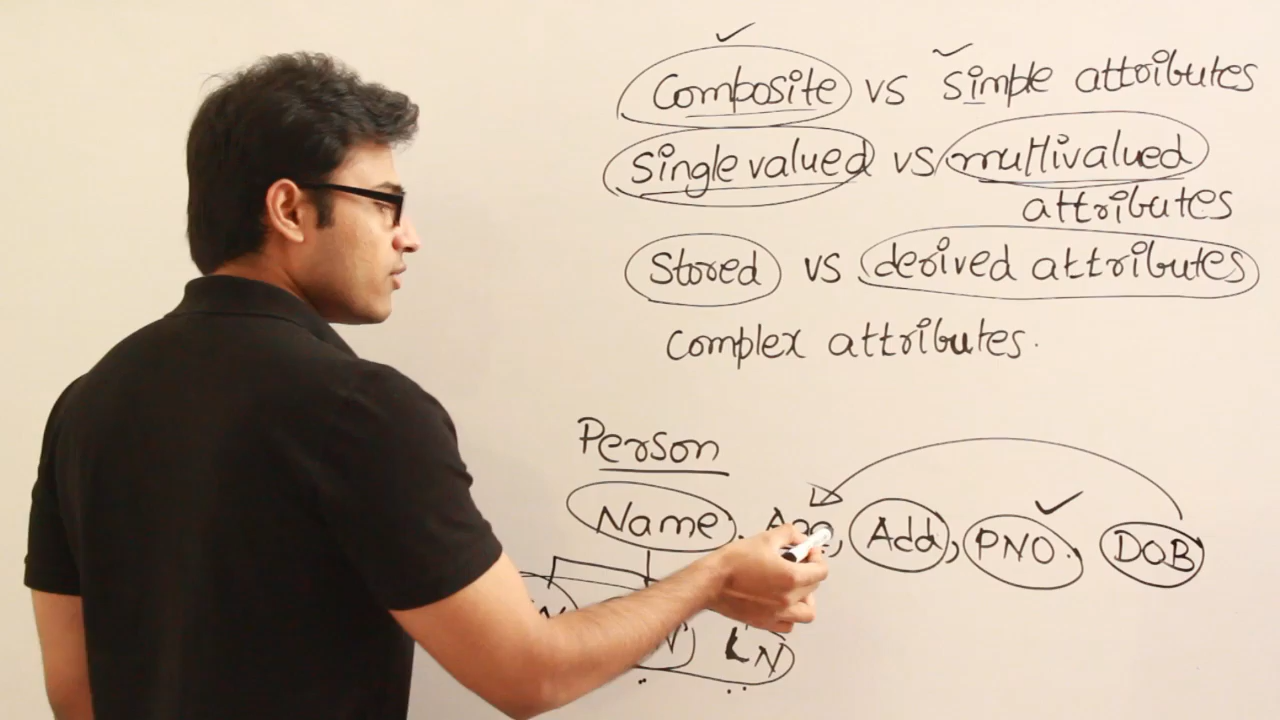 Composite vs simple attributes
Single valued vs multivalued
attributes
Stored vs derived attributes
complex attributes.
Person
Name, Age, Add, PNO, DOB
LN